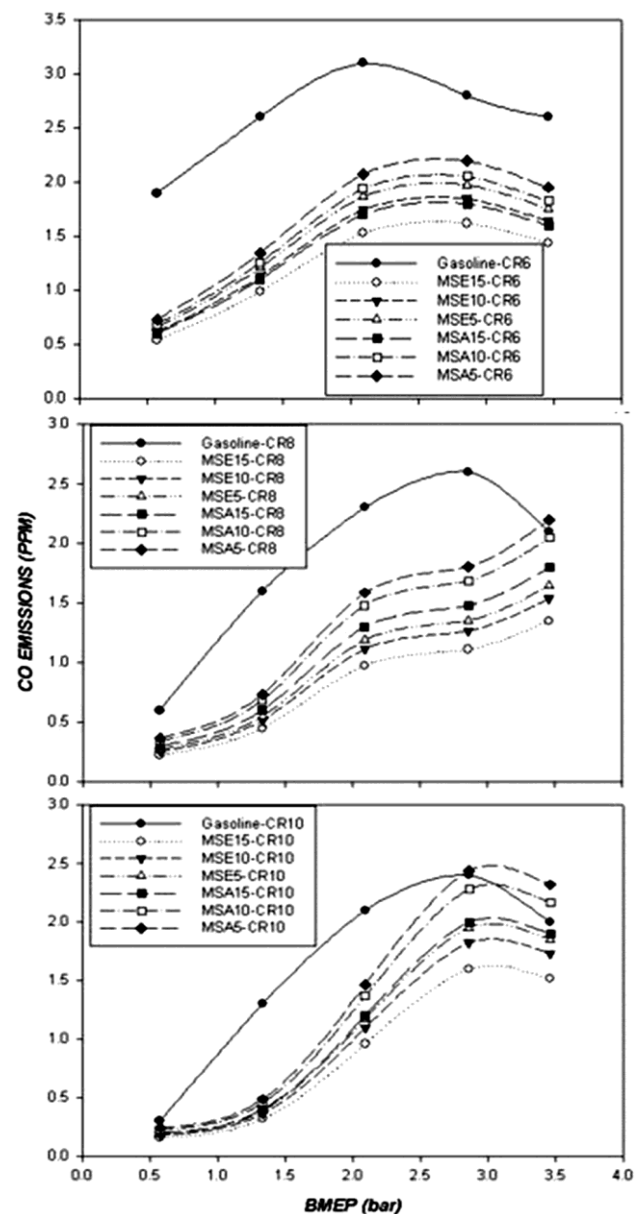 3.5
3.0
2.5
2.0
1.5
1.0
0.5
0.0
Gasoline-CR6
MSE15-CR6
MSE10-CR6
MSE5-CR6
MSA15-CR6
MSA10-CR6
MSA5-CR6
3.0
2.5
2.0
1.5
1.0
0.5
0.0
Gasoline-CR8
MSE15-CR8
MSE10-CR8
MSE5-CR8
MSA15-CR8
MSA10-CR8
MSA5-CR8
CO EMISSIONS (PPM)
3.0
2.5
2.0
1.5
1.0
0.5
0.0
Gasoline-CR10
MSE15-CR10
MSE10-CR10
MSE5-CR10
MSA15-CR10
MSA10-CR10
MSA5-CR10
0.0 0.5 1.0 1.5 2.0 2.5 3.0 3.5 4.0
BMEP (bar)